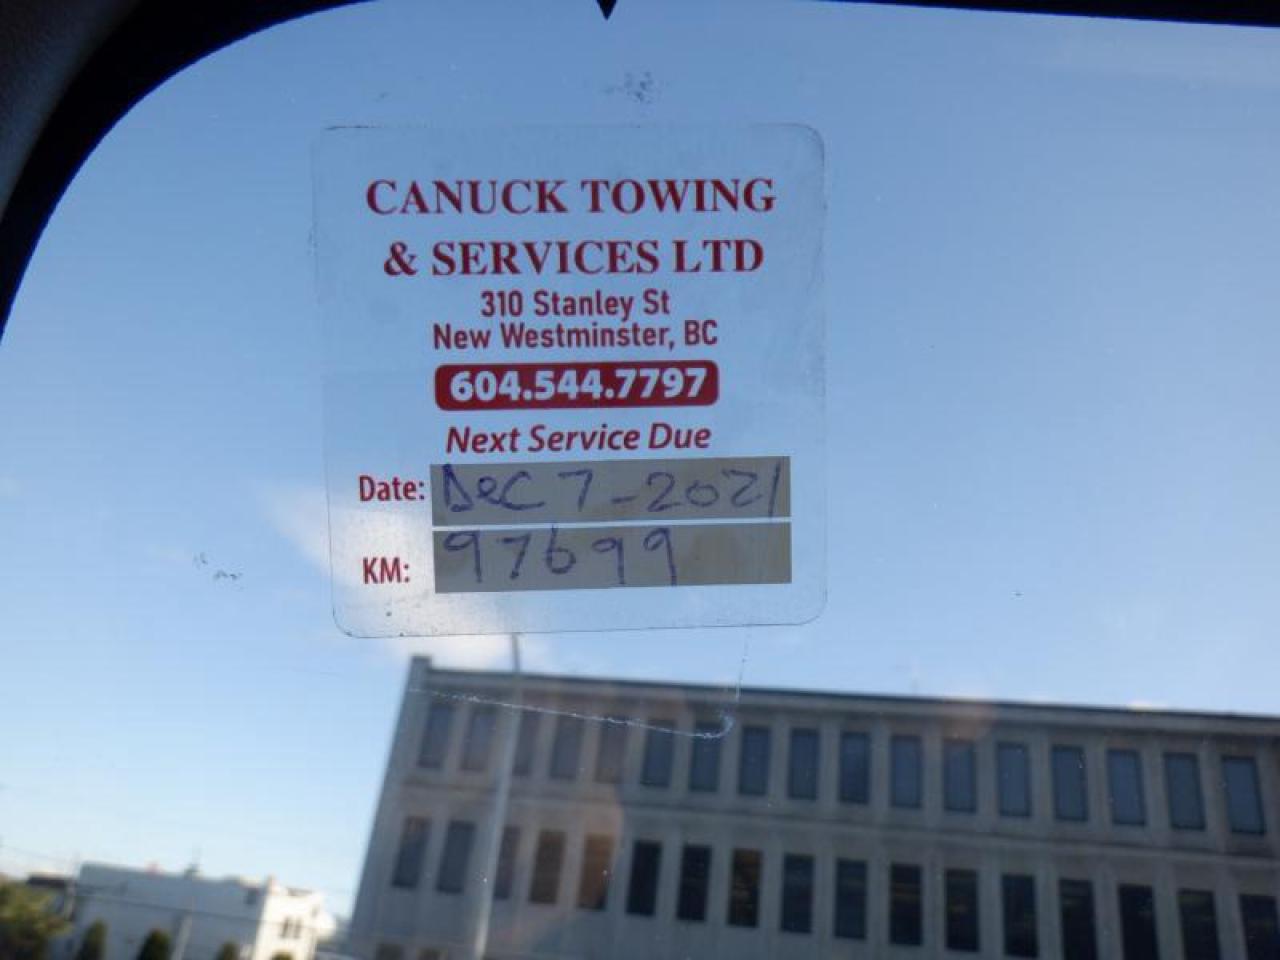 CANUCK TOWING
& SERVICES LTD
310 Stanley St
New Westminster, BC
604.544.7797
Next Service Due
Date: Dec 7-2021
KM: 97699